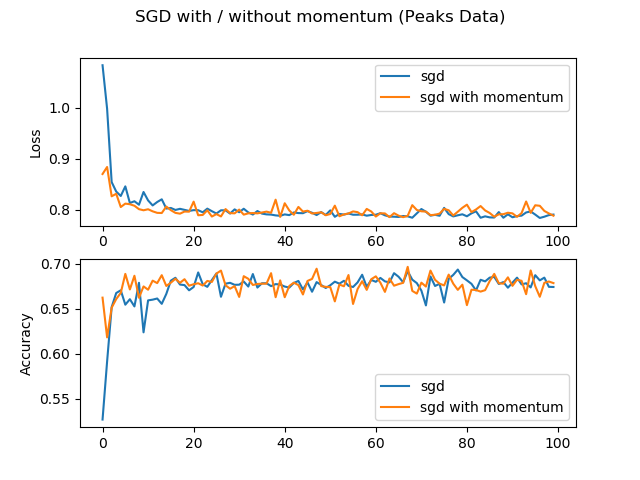 SGD with / without momentum (Peaks Data)
Loss
1.0
0.9
0.8
sgd
sgd with momentum
0 20 40 60 80 100
Accuracy
0.70
0.65
0.60
0.55
sgd
sgd with momentum
0 20 40 60 80 100